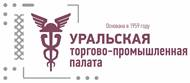 Основана в 1959 году
УРАЛЬСКАЯ
торгово-промышленная
палата